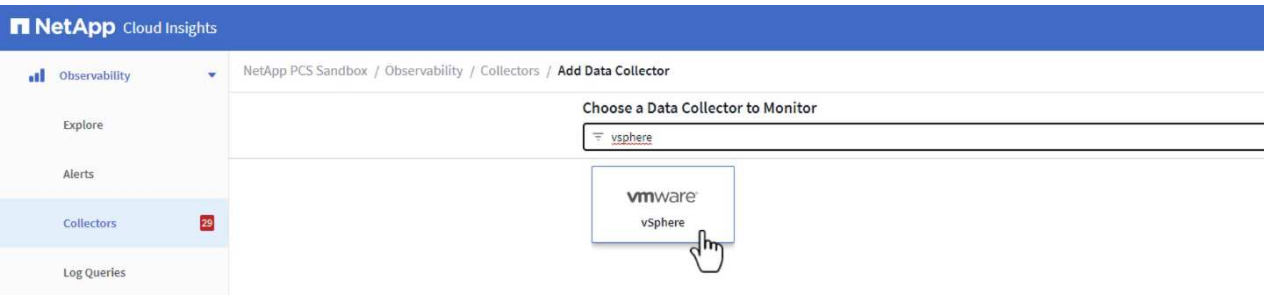 NetApp Cloud Insights
Observability
NetApp PCS Sandbox / Observability / Collectors / Add Data Collector
Choose a Data Collector to Monitor
Explore
vsphere
Alerts
vmware
Collectors 29
vSphere
Log Queries